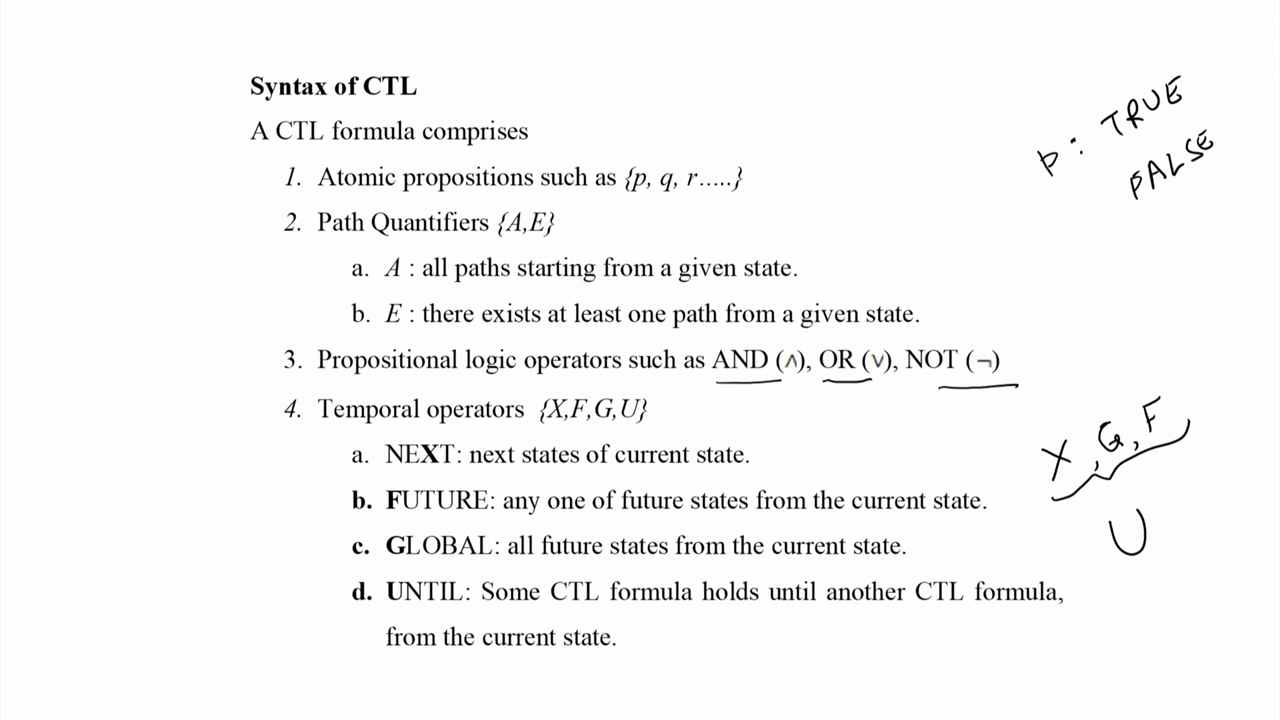 Syntax of CTL
A CTL formula comprises
1. Atomic propositions such as {p, q, r.....}
2. Path Quantifiers {A,E}
a. A : all paths starting from a given state.
b. E : there exists at least one path from a given state.
3. Propositional logic operators such as AND (∧), OR (∨), NOT (¬)
4. Temporal operators {X,F,G,U}
a. NEXT: next states of current state.
b. FUTURE: any one of future states from the current state.
c. GLOBAL: all future states from the current state.
d. UNTIL: Some CTL formula holds until another CTL formula,
from the current state.
p : TRUE
FALSE
X, G, F
U